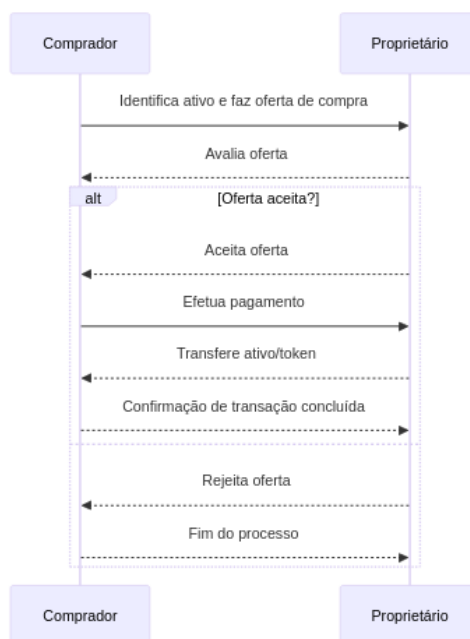 Comprador
Proprietário
Identifica ativo e faz oferta de compra
Avalia oferta
alt
[Oferta aceita?]
Aceita oferta
Efetua pagamento
Transfere ativo/token
Confirmação de transação concluída
Rejeita oferta
Fim do processo
Comprador
Proprietário